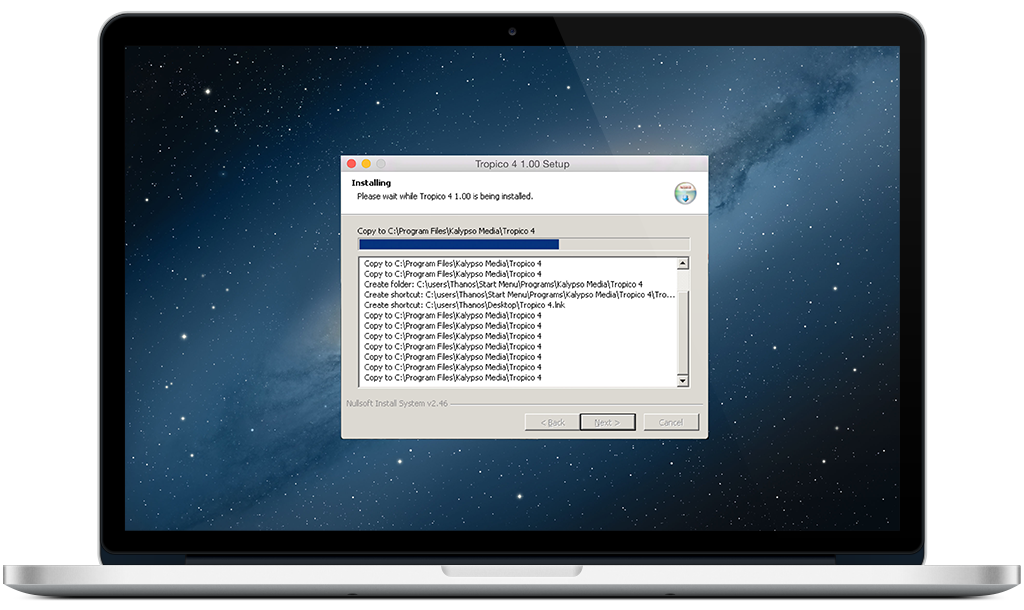 Tropico 4 1.00 Setup
Installing
Please wait while Tropico 4 1.00 is being installed.
Copy to C:\Program Files\Kalypso Media\Tropico 4
Copy to C:\Program Files\Kalypso Media\Tropico 4
Copy to C:\Program Files\Kalypso Media\Tropico 4
Create folder: C:\users\Thanos\Start Menu\Programs\Kalypso Media\Tropico 4
Create shortcut: C:\users\Thanos\Start Menu\Programs\Kalypso Media\Tropico 4\Tro...
Create shortcut: C:\users\Thanos\Desktop\Tropico 4.lnk
Copy to C:\Program Files\Kalypso Media\Tropico 4
Copy to C:\Program Files\Kalypso Media\Tropico 4
Copy to C:\Program Files\Kalypso Media\Tropico 4
Copy to C:\Program Files\Kalypso Media\Tropico 4
Copy to C:\Program Files\Kalypso Media\Tropico 4
Copy to C:\Program Files\Kalypso Media\Tropico 4
Copy to C:\Program Files\Kalypso Media\Tropico 4
Nullsoft Install System v2.46
< Back Next > Cancel